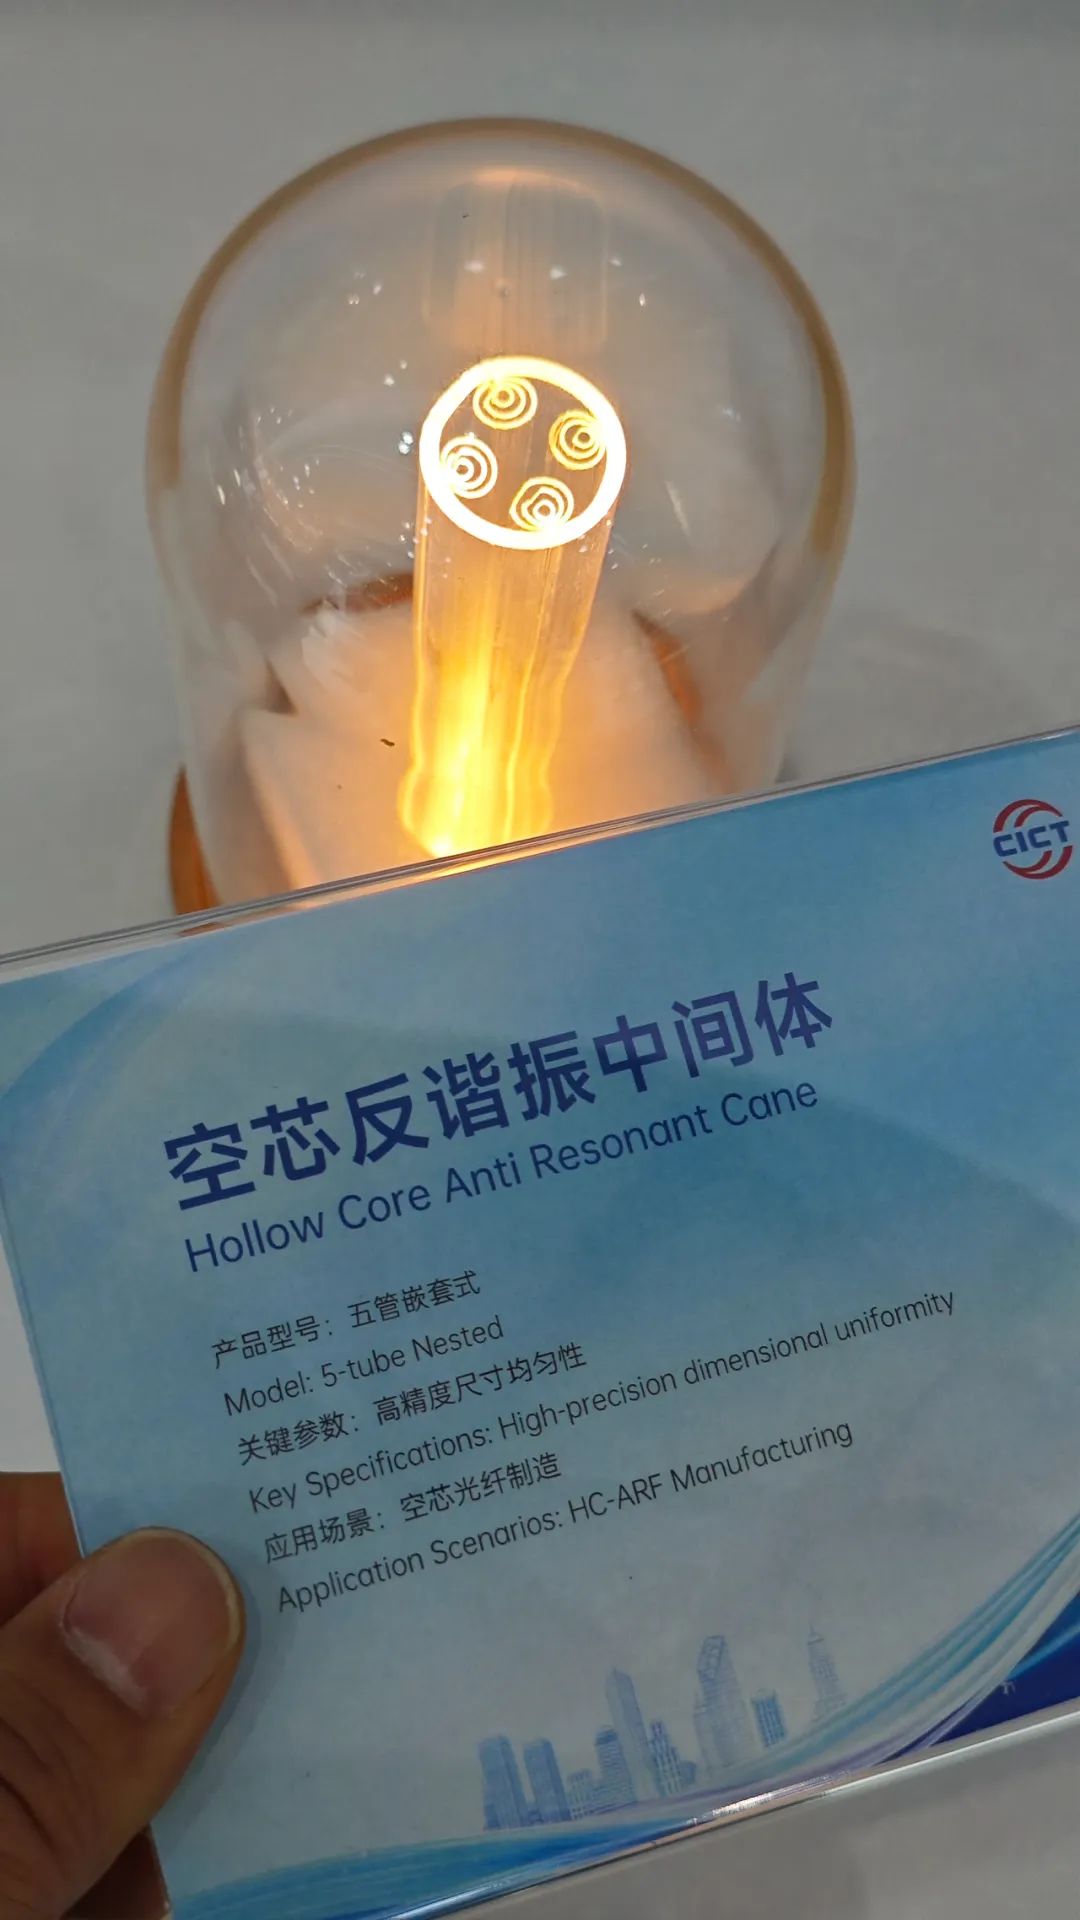 CICT
空芯反谐振中间体
Hollow Core Anti Resonant Cane
产品型号：五管嵌套式
Model: 5-tube Nested
关键参数：高精度尺寸均匀性
Key Specifications: High-precision dimensional uniformity
应用场景：空芯光纤制造
Application Scenarios: HC-ARF Manufacturing